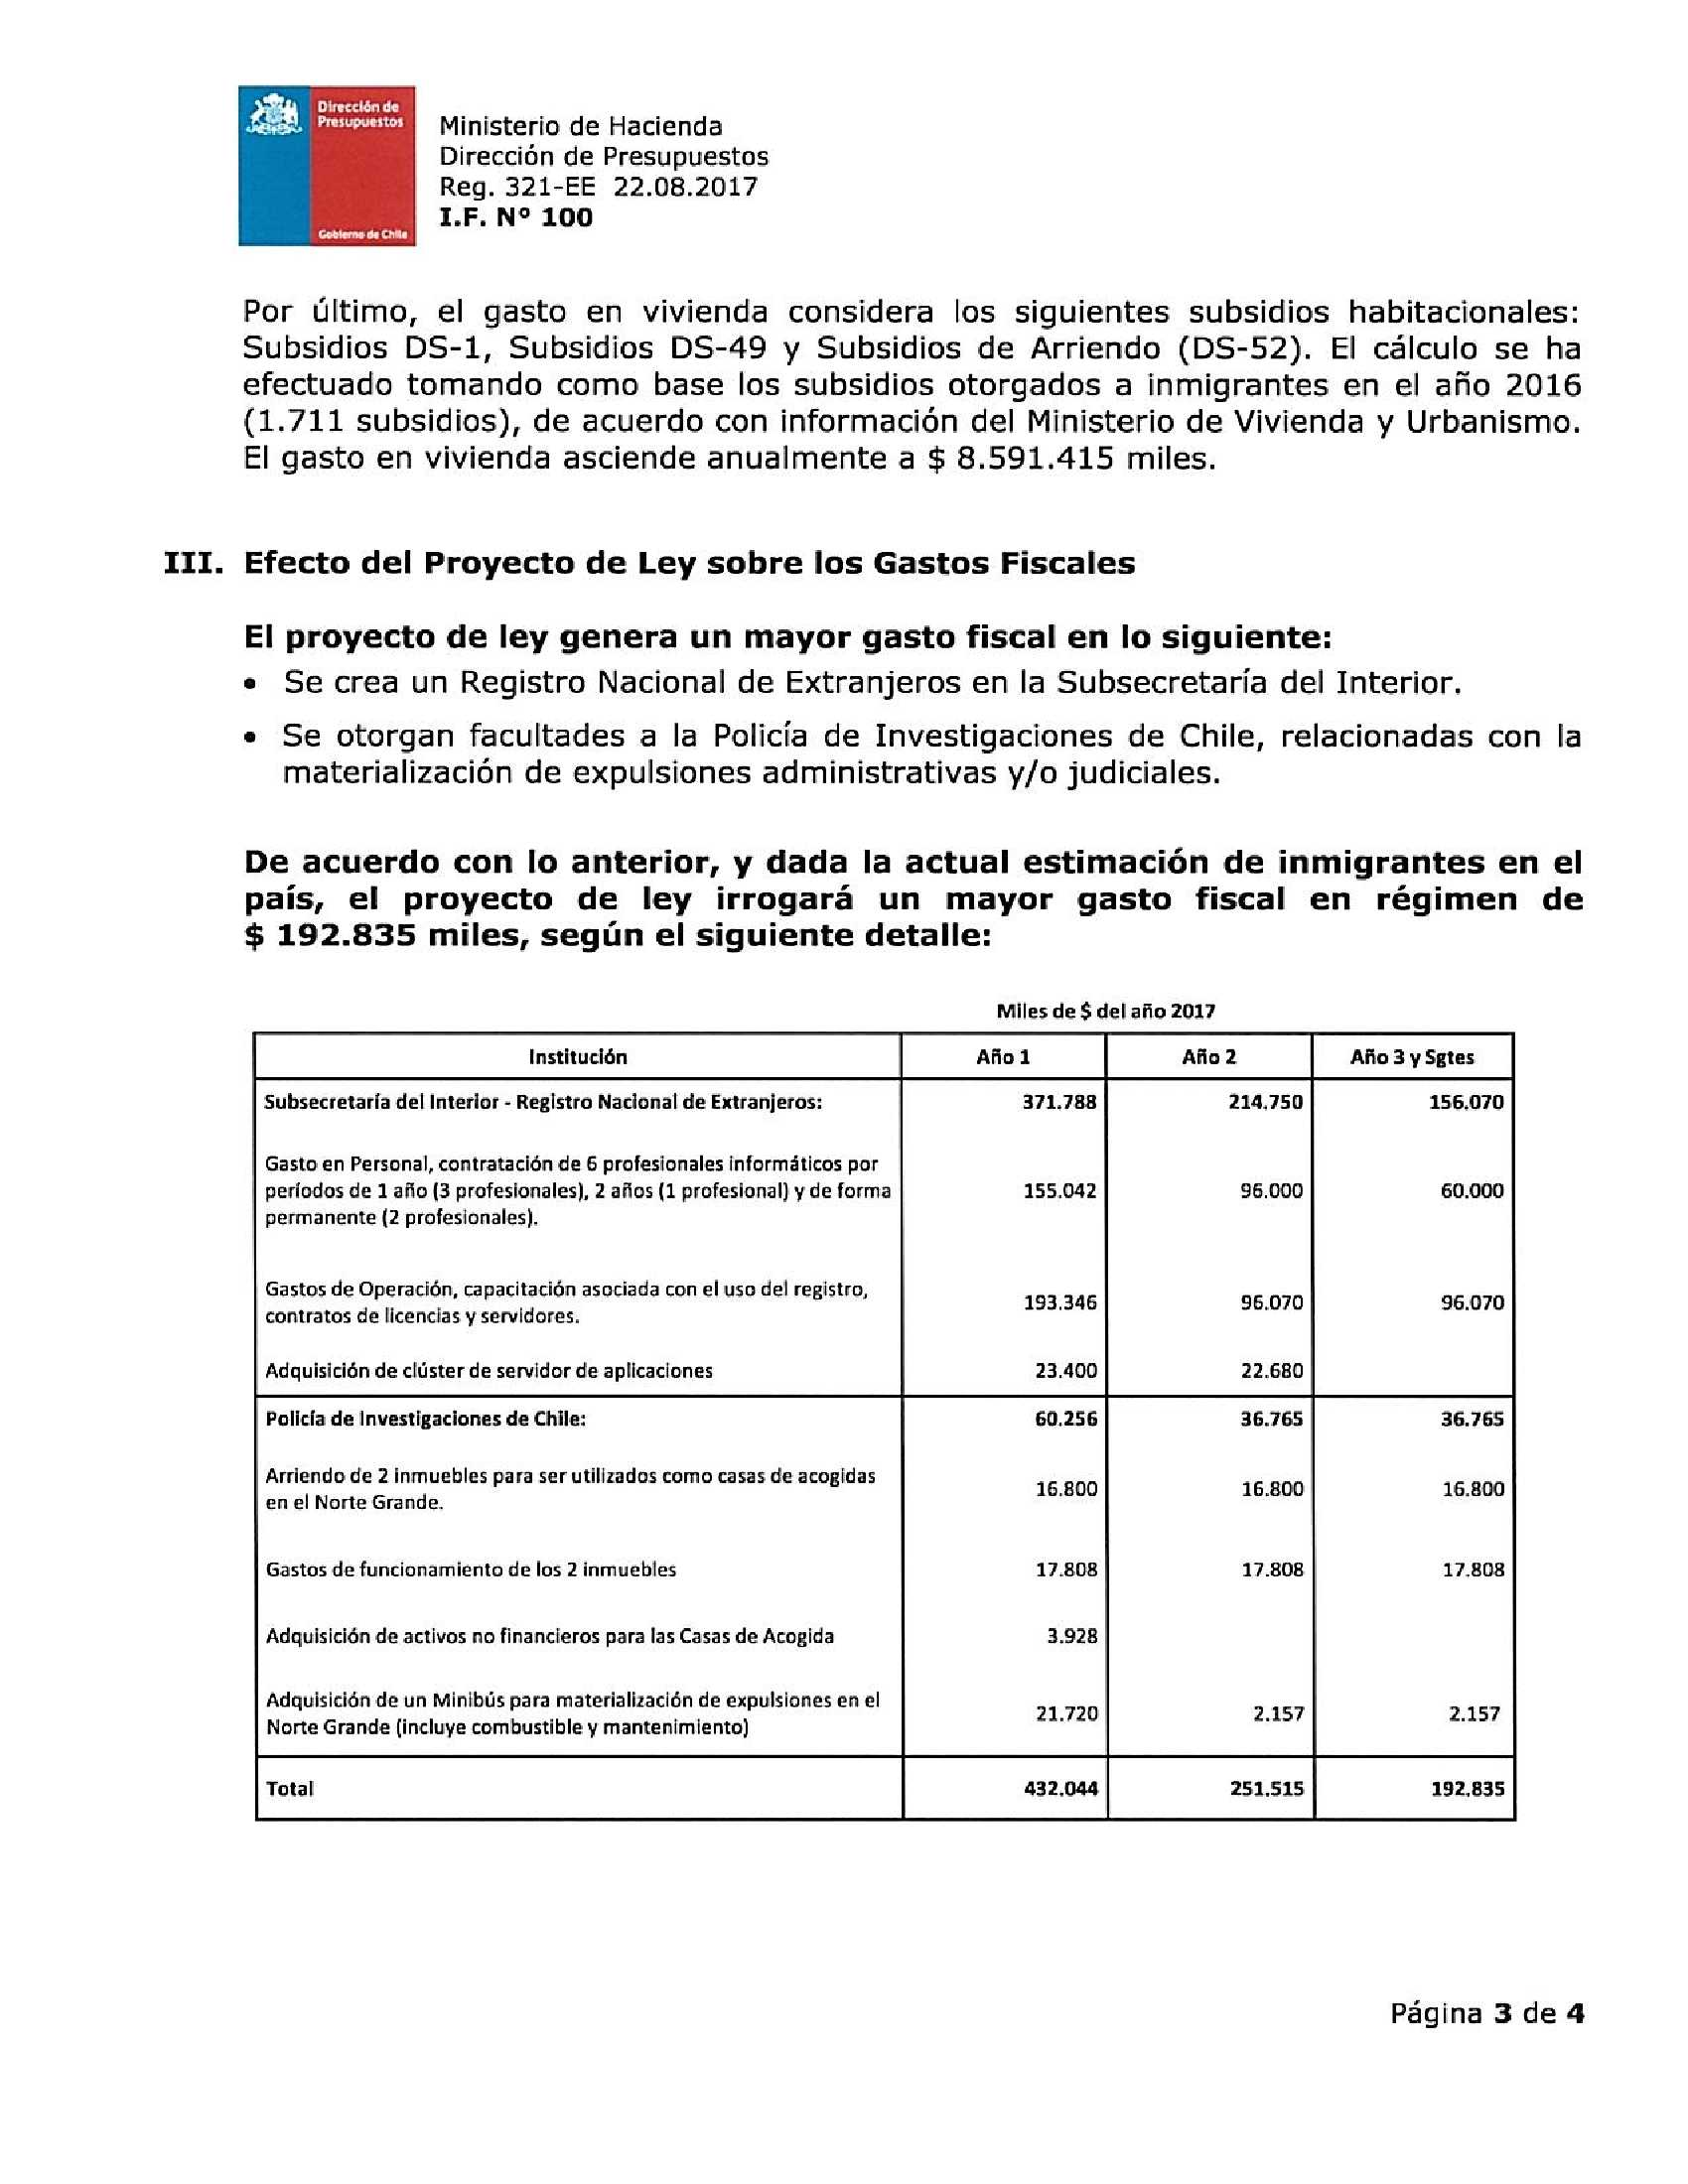 Dirección de
Presupuestos
Gobierno de Chile
Ministerio de Hacienda
Dirección de Presupuestos
Reg. 321-EE 22.08.2017
I.F. Nº 100
Por último, el gasto en vivienda considera los siguientes subsidios habitacionales:
Subsidios DS-1, Subsidios DS-49 y Subsidios de Arriendo (DS-52). El cálculo se ha
efectuado tomando como base los subsidios otorgados a inmigrantes en el año 2016
(1.711 subsidios), de acuerdo con información del Ministerio de Vivienda y Urbanismo.
El gasto en vivienda asciende anualmente a $ 8.591.415 miles.
III. Efecto del Proyecto de Ley sobre los Gastos Fiscales
El proyecto de ley genera un mayor gasto fiscal en lo siguiente:
• Se crea un Registro Nacional de Extranjeros en la Subsecretaría del Interior.
• Se otorgan facultades a la Policía de Investigaciones de Chile, relacionadas con la
materialización de expulsiones administrativas y/o judiciales.
De acuerdo con lo anterior, y dada la actual estimación de inmigrantes en el
país, el proyecto de ley irrogará un mayor gasto fiscal en régimen de
$ 192.835 miles, según el siguiente detalle:
Miles de $ del año 2017
Institución Año 1 Año 2 Año 3 y Sgtes
Subsecretaría del Interior - Registro Nacional de Extranjeros: 371.788 214.750 156.070
Gasto en Personal, contratación de 6 profesionales informáticos por
períodos de 1 año (3 profesionales), 2 años (1 profesional) y de forma 155.042 96.000 60.000
permanente (2 profesionales).
Gastos de Operación, capacitación asociada con el uso del registro,
contratos de licencias y servidores. 193.346 96.070 96.070
Adquisición de clúster de servidor de aplicaciones 23.400 22.680
Policía de Investigaciones de Chile: 60.256 36.765 36.765
Arriendo de 2 inmuebles para ser utilizados como casas de acogidas
en el Norte Grande. 16.800 16.800 16.800
Gastos de funcionamiento de los 2 inmuebles 17.808 17.808 17.808
Adquisición de activos no financieros para las Casas de Acogida 3.928
Adquisición de un Minibús para materialización de expulsiones en el
Norte Grande (incluye combustible y mantenimiento) 21.720 2.157 2.157
Total 432.044 251.515 192.835
Página 3 de 4